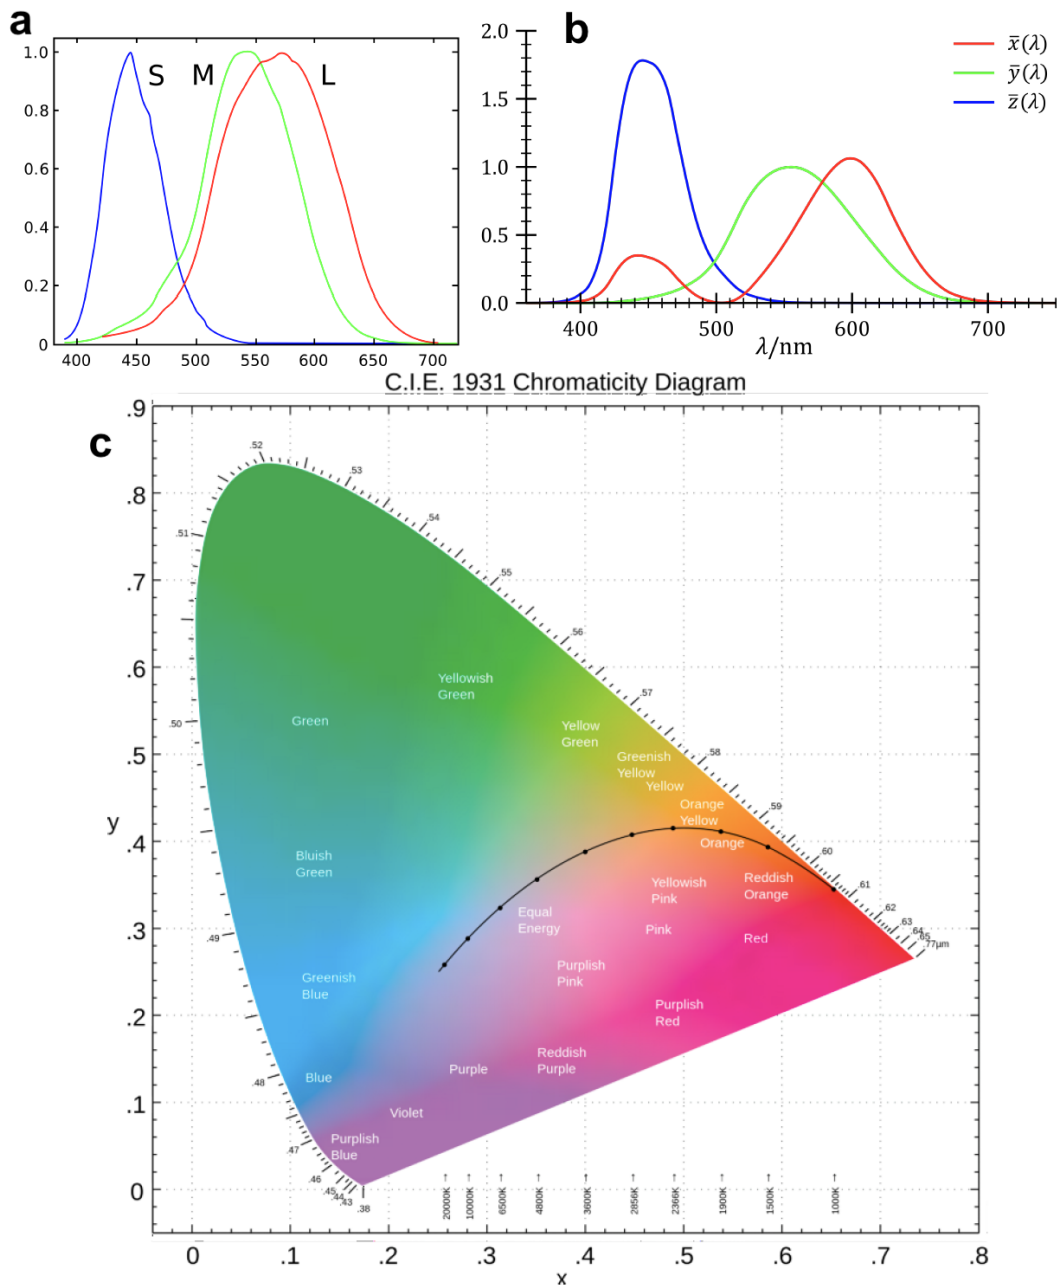 a
1.0
0.8
0.6
0.4
0.2
0
S
M
L
400
450
500
550
600
650
700
b
2.0
1.5
1.0
0.5
0.0
400
500
600
700
λ/nm
x̄(λ)
ȳ(λ)
z̄(λ)
C.I.E. 1931 Chromaticity Diagram
c
.9
.8
.7
.6
.5
.4
.3
.2
.1
0
y
.52
.53
.51
.54
.55
.56
.57
.50
.58
.59
.60
.61
.62
.63
.64
.65
.77μm
.49
.48
.47
.46
.45
.44
.43
.38
Yellowish
Green
Green
Yellow
Green
Greenish
Yellow
Yellow
Orange
Yellow
Orange
Bluish
Green
Yellowish
Pink
Reddish
Orange
Equal
Energy
Pink
Red
Purplish
Pink
Greenish
Blue
Purplish
Red
Reddish
Purple
Purple
Blue
Violet
Purplish
Blue
20000K
10000K
6500K
4800K
3600K
2856K
2366K
1900K
1500K
1000K
0
.1
.2
.3
.4
.5
.6
.7
.8
x